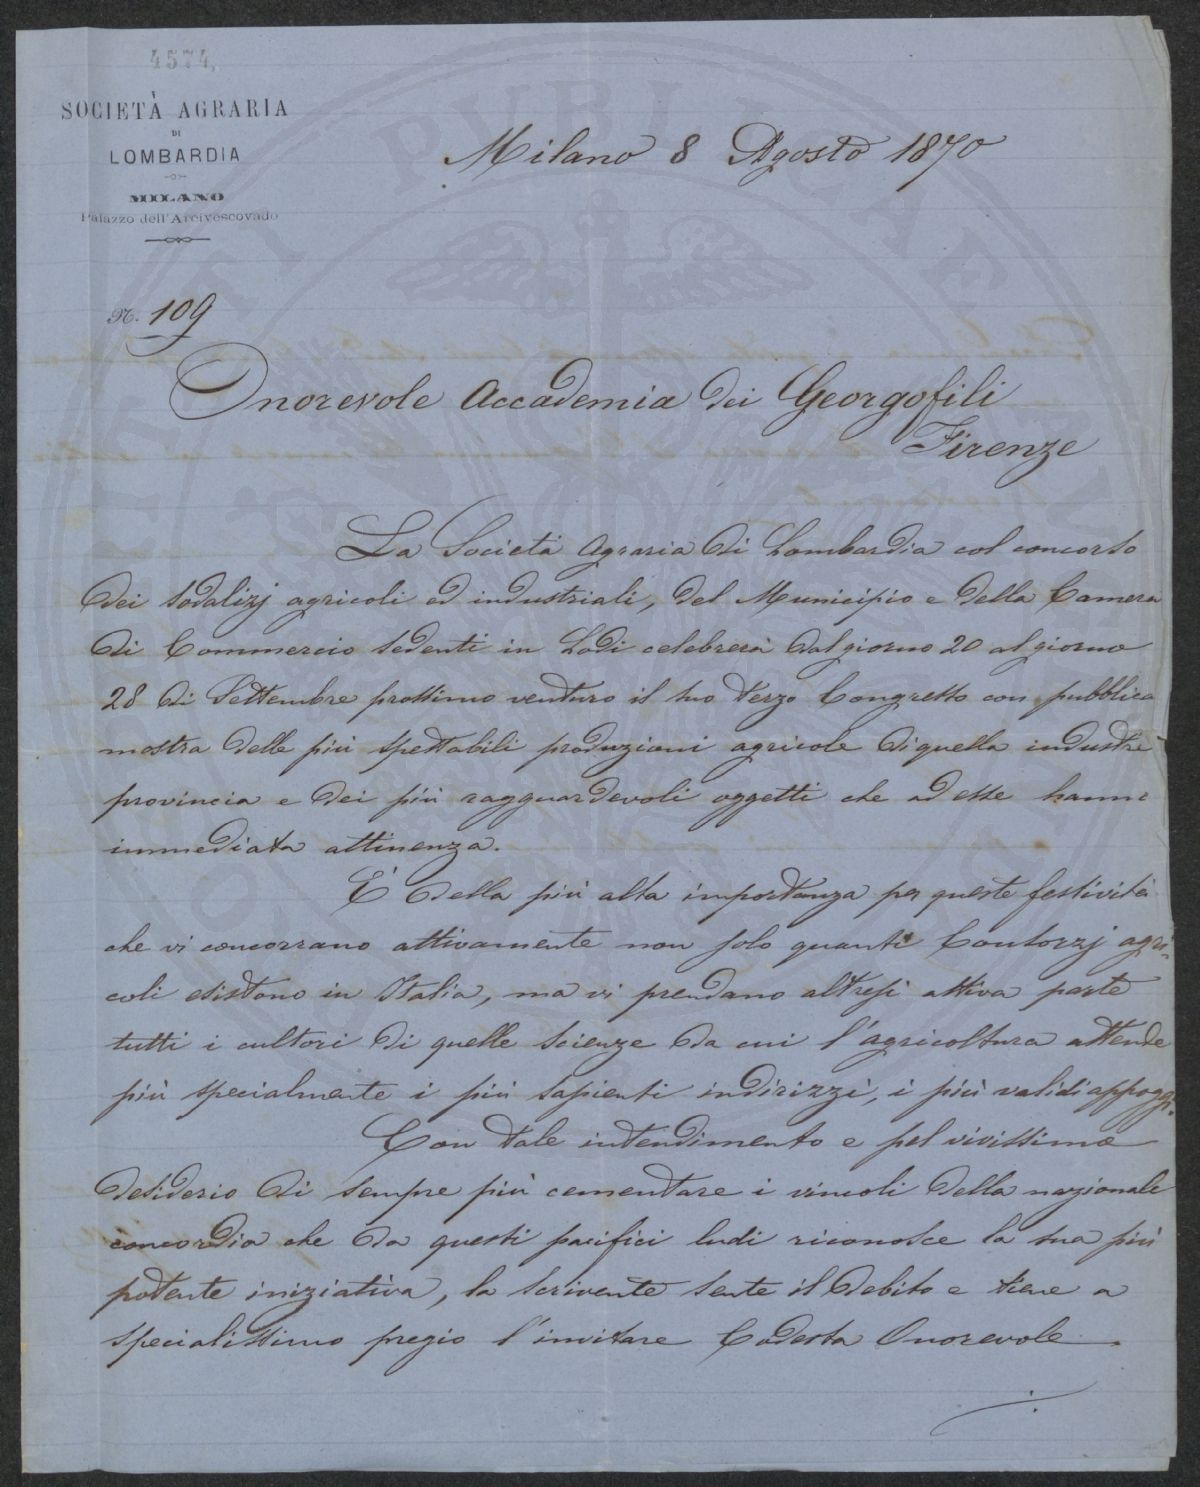 4574.
SOCIETÀ AGRARIA
DI
LOMBARDIA
MILANO
Palazzo dell'Arcivescovado
Milano 8 Agosto 1870
N. 109
Onorevole Accademia dei Georgofili
Firenze
La Società Agraria di Lombardia col concorso
dei sodalizj agricoli ed industriali, del Municipio e della Camera
di Commercio sedenti in Lodi celebrerà dal giorno 20 al giorno
28 di Settembre prossimo venturo il suo terzo Congresso con pubblica
mostra delle più spettabili produzioni agricole di quella industre
provincia e dei più ragguardevoli oggetti che ad esse hanno
immediata attinenza.
È della più alta importanza per queste festività
che vi concorrano attivamente non solo quanti Consorzj agri-
coli esistono in Italia, ma vi prendano altresì attiva parte
tutti i cultori di quelle scienze da cui l'agricoltura attende
più specialmente i più sapienti indirizzi, i più validi appoggi.
Con tale intendimento e pel vivissimo
desiderio di sempre più cementare i vincoli della nazionale
concordia che da questi pacifici ludi riconosce la sua più
potente iniziativa, la scrivente sente il debito e tiene a
specialissimo pregio l'invitare Codesta Onorevole
./.